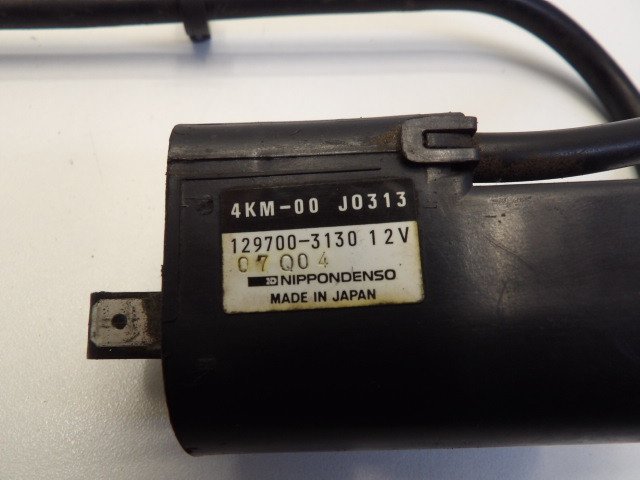 4KM-00 J0313
129700-3130 12V
07Q04
NIPPONDENSO
MADE IN JAPAN